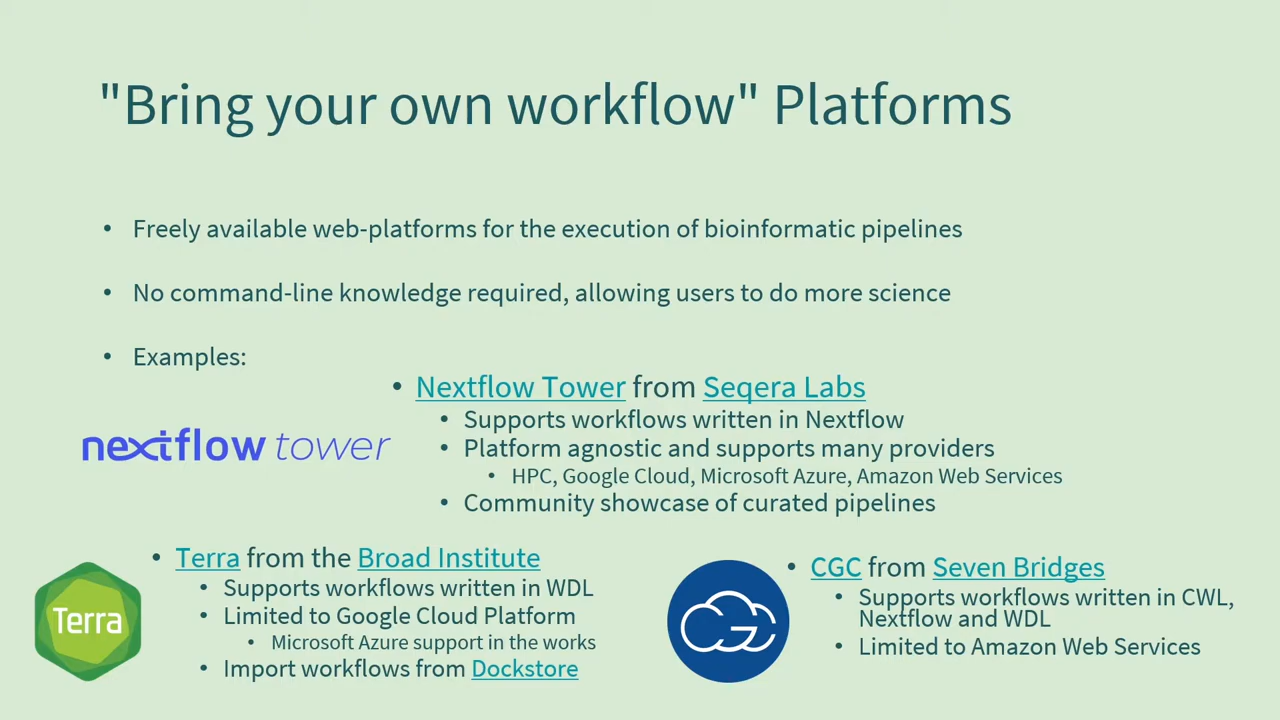 "Bring your own workflow" Platforms
• Freely available web-platforms for the execution of bioinformatic pipelines
• No command-line knowledge required, allowing users to do more science
• Examples:
nextflow tower
• Nextflow Tower from Seqera Labs
• Supports workflows written in Nextflow
• Platform agnostic and supports many providers
• HPC, Google Cloud, Microsoft Azure, Amazon Web Services
• Community showcase of curated pipelines
Terra
• Terra from the Broad Institute
• Supports workflows written in WDL
• Limited to Google Cloud Platform
• Microsoft Azure support in the works
• Import workflows from Dockstore
CGC
• CGC from Seven Bridges
• Supports workflows written in CWL,
Nextflow and WDL
• Limited to Amazon Web Services